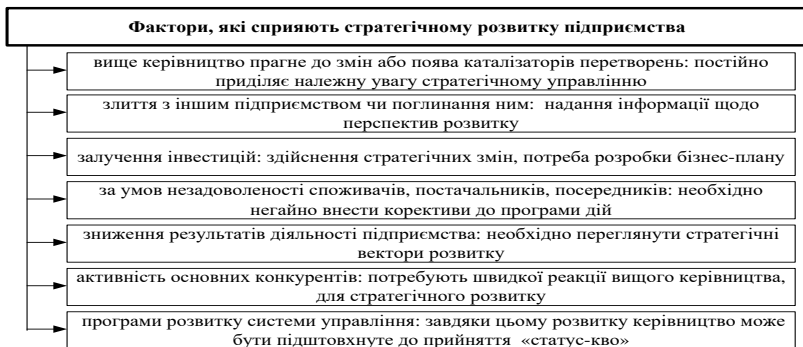 Фактори, які сприяють стратегічному розвитку підприємства
вище керівництво прагне до змін або поява каталізаторів перетворень: постійно
приділяє належну увагу стратегічному управлінню
злиття з іншим підприємством чи поглинання ним: надання інформації щодо
перспектив розвитку
залучення інвестицій: здійснення стратегічних змін, потреба розробки бізнес-плану
за умов незадоволеності споживачів, постачальників, посередників: необхідно
негайно внести корективи до програми дій
зниження результатів діяльності підприємства: необхідно переглянути стратегічні
вектори розвитку
активність основних конкурентів: потребують швидкої реакції вищого керівництва,
для стратегічного розвитку
програми розвитку системи управління: завдяки цьому розвитку керівництво може
бути підштовхнуте до прийняття «статус-кво»